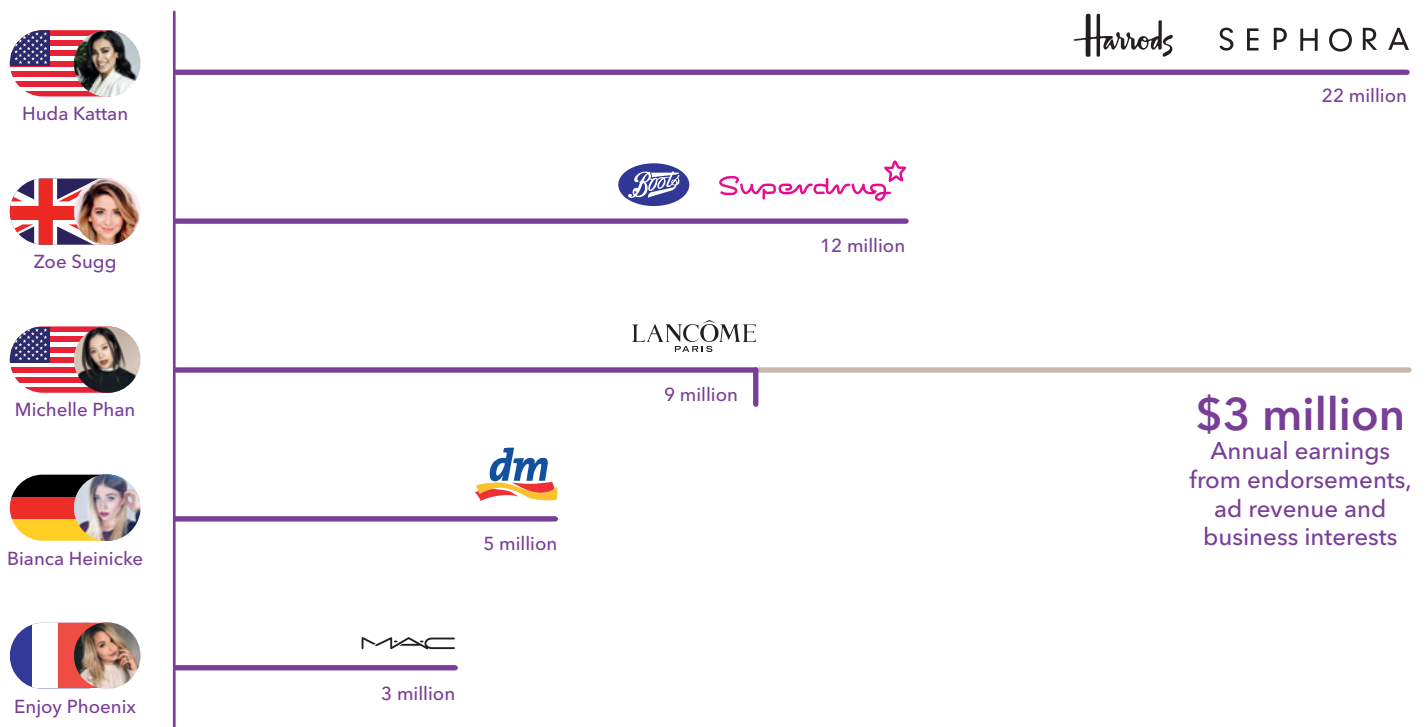 Harrods SEPHORA
Huda Kattan
22 million
Boots Superdrug
Zoe Sugg
12 million
LANCÔME
PARIS
Michelle Phan
9 million
$3 million
Annual earnings
from endorsements,
ad revenue and
business interests
dm
Bianca Heinicke
5 million
M·A·C
Enjoy Phoenix
3 million